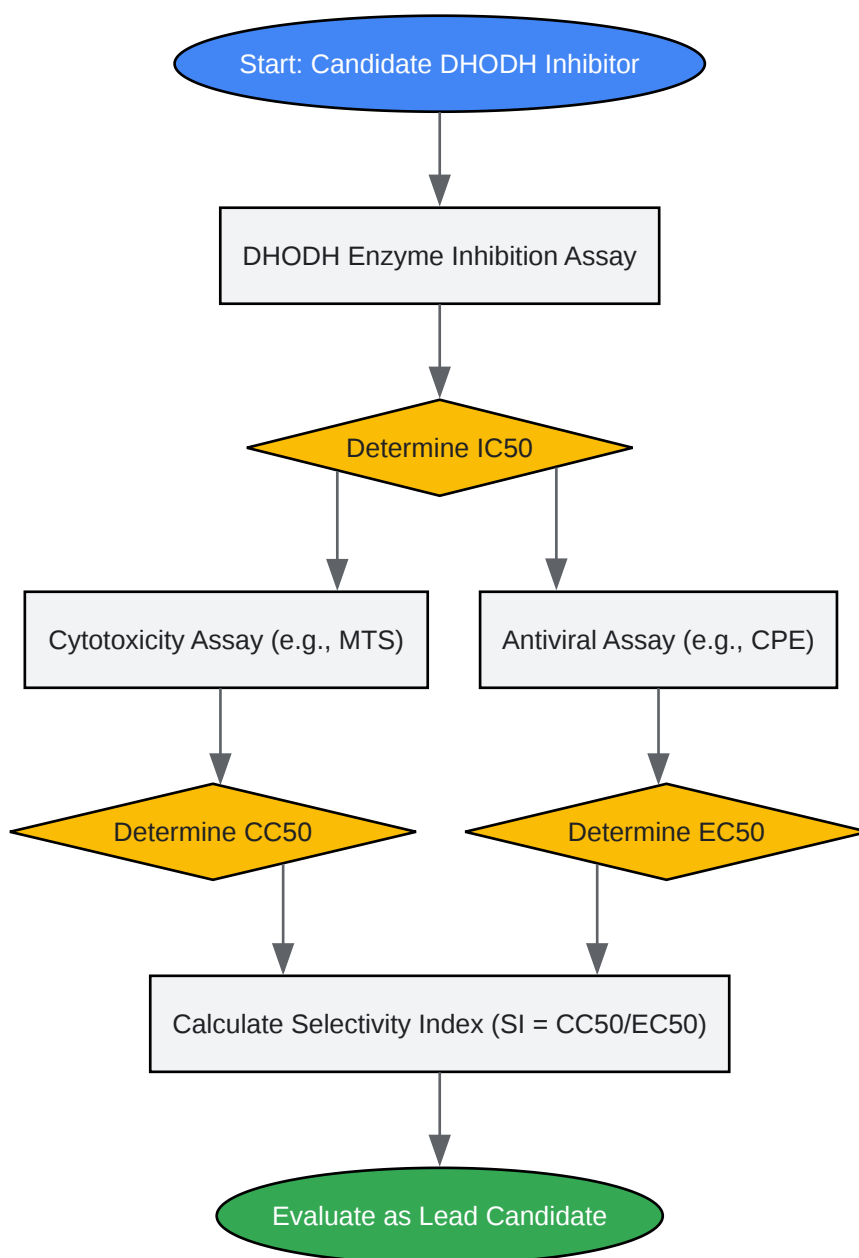 Start: Candidate DHODH Inhibitor
DHODH Enzyme Inhibition Assay
Determine IC50
Cytotoxicity Assay (e.g., MTS)
Antiviral Assay (e.g., CPE)
Determine CC50
Determine EC50
Calculate Selectivity Index (SI = CC50/EC50)
Evaluate as Lead Candidate